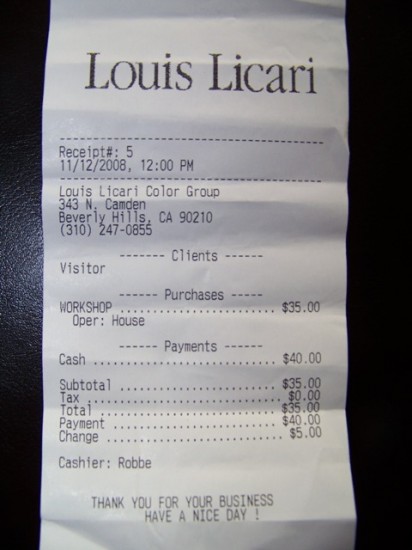 Louis Licari
--------------------------------------
Receipt#: 5
11/12/2008, 12:00 PM
--------------------------------------
Louis Licari Color Group
343 N. Camden
Beverly Hills, CA 90210
(310) 247-0855
------- Clients ------
Visitor
------ Purchases -----
WORKSHOP ......................... $35.00
Oper: House
------ Payments ------
Cash ............................. $40.00
Subtotal ......................... $35.00
Tax ............................... $0.00
Total ............................ $35.00
Payment .......................... $40.00
Change ............................ $5.00
Cashier: Robbe
THANK YOU FOR YOUR BUSINESS
HAVE A NICE DAY !